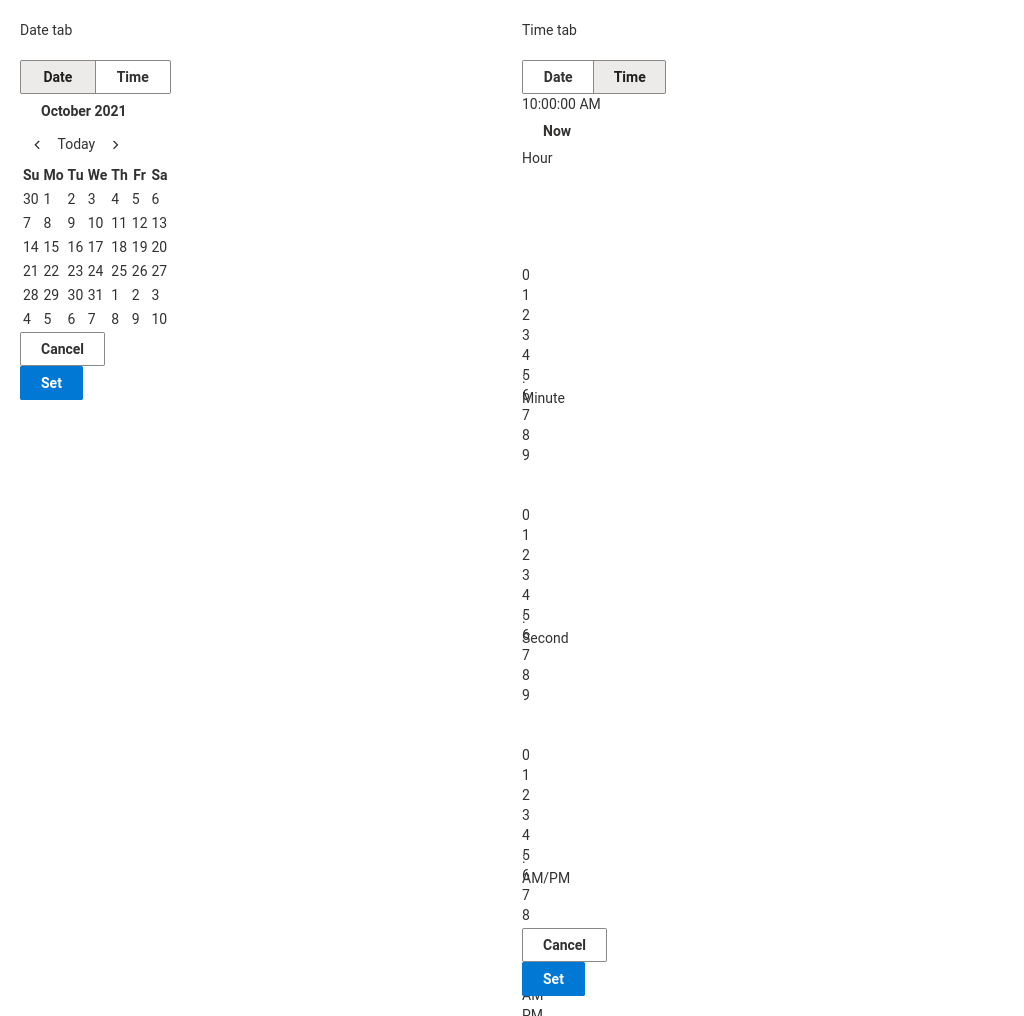 Date tab
Date Time
October 2021
Today
Su Mo Tu We Th Fr Sa
30 1 2 3 4 5 6
7 8 9 10 11 12 13
14 15 16 17 18 19 20
21 22 23 24 25 26 27
28 29 30 31 1 2 3
4 5 6 7 8 9 10
Cancel
Set
Time tab
Date Time
10:00:00 AM
Now
Hour
0
1
2
3
4
5
:
6
Minute
7
8
9
0
1
2
3
4
5
:
6
Second
7
8
9
0
1
2
3
4
5
:
6
AM/PM
7
8
Cancel
Set
AM
PM